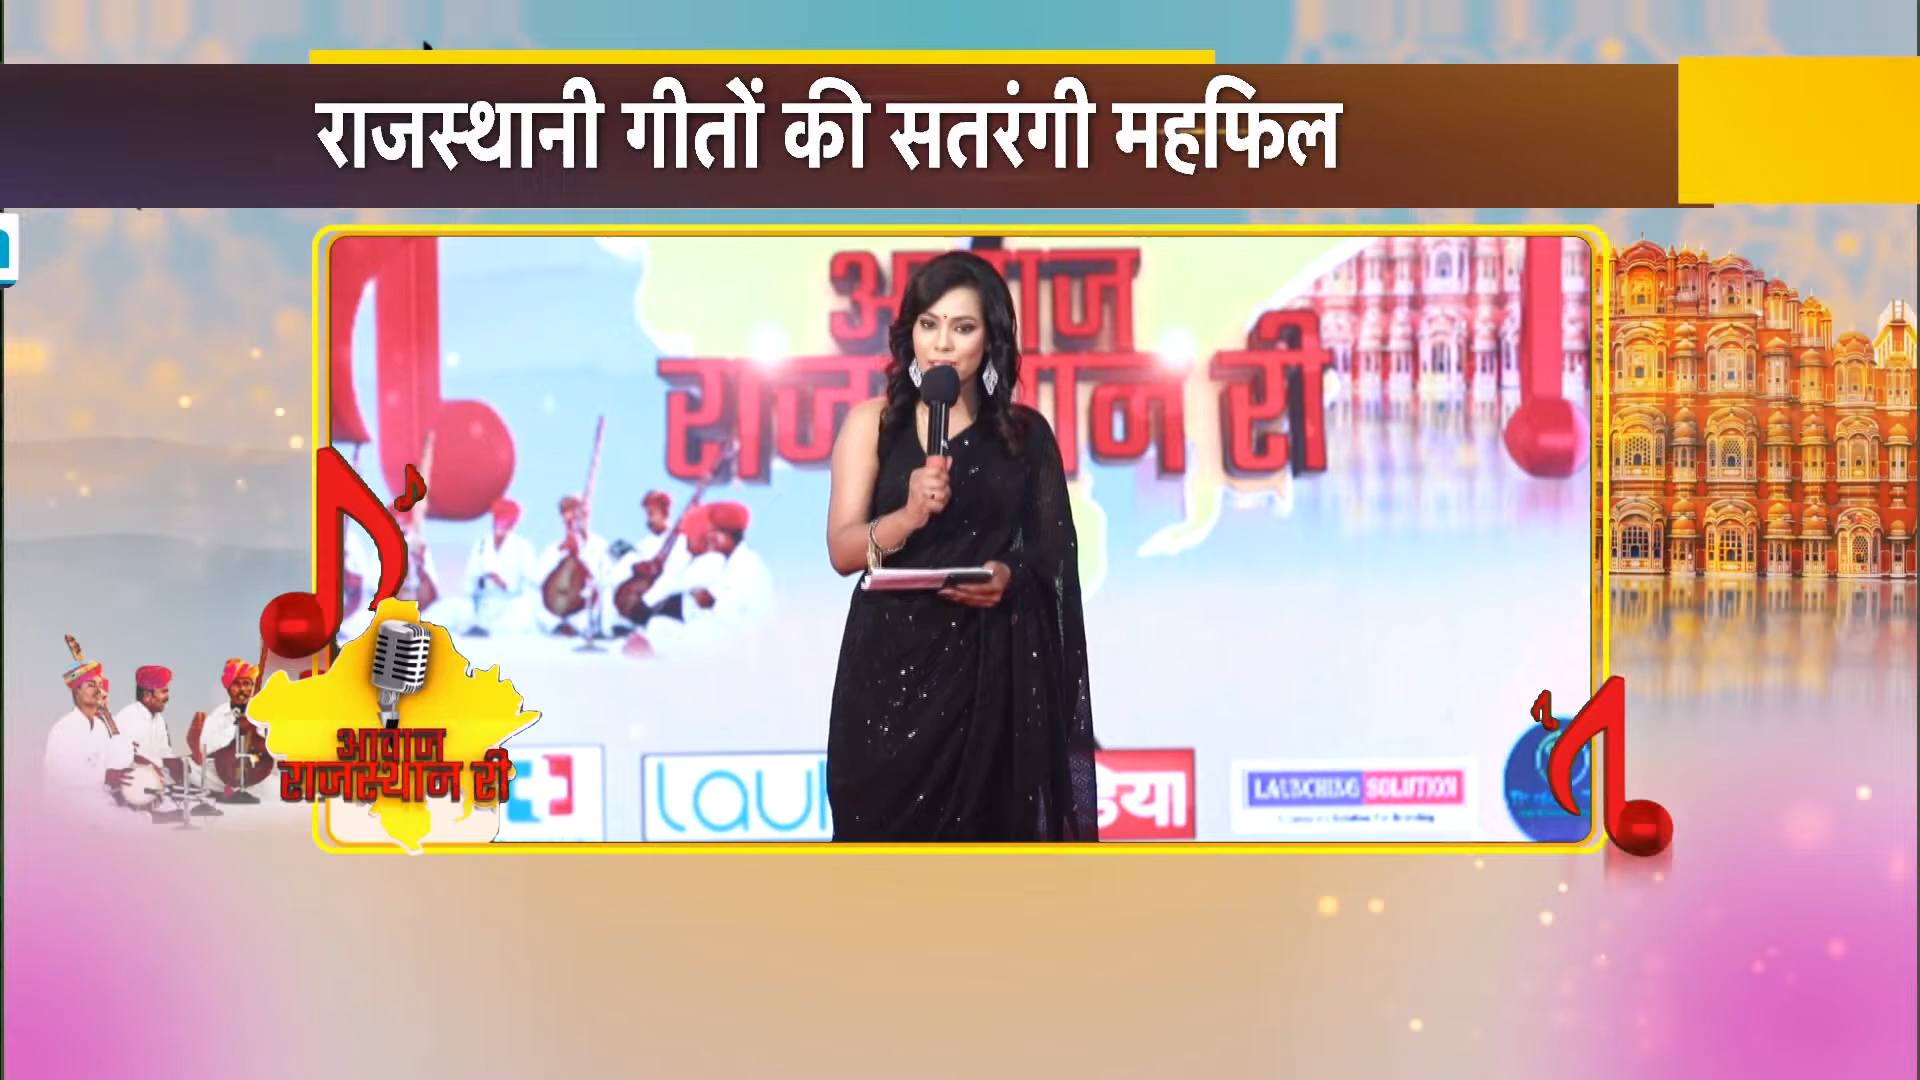 राजस्थानी गीतों की सतरंगी महफिल
आवाज
राजस्थान री
LAUNCHING SOLUTION